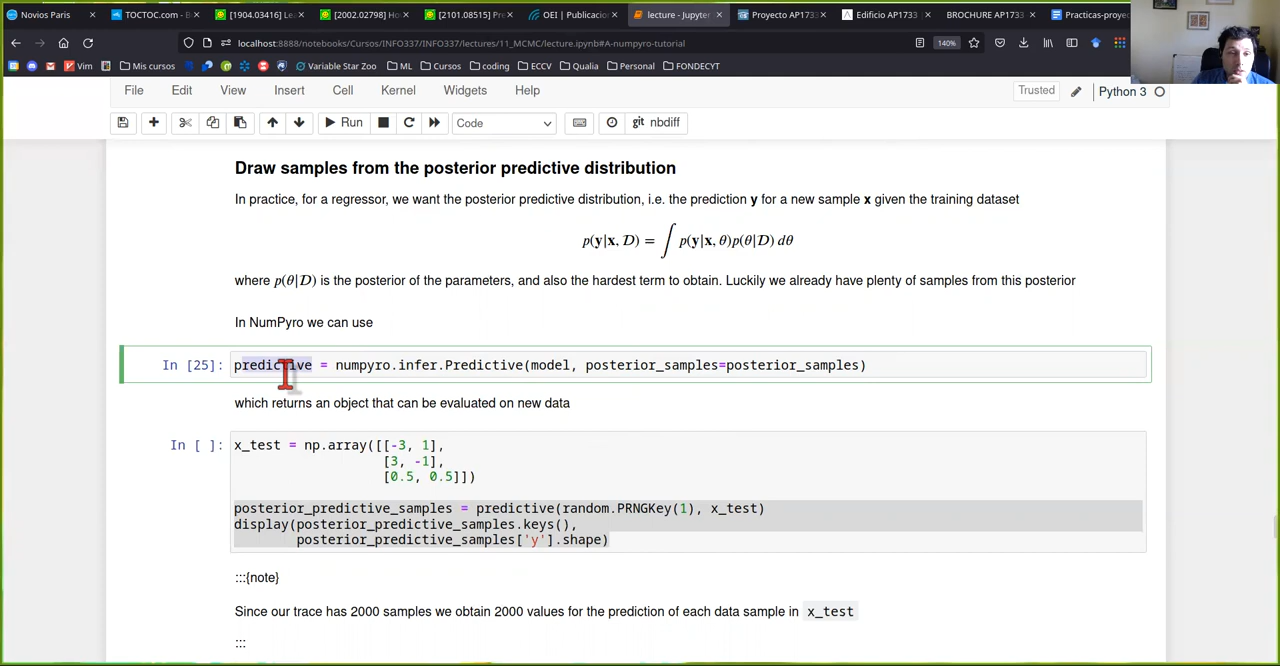 Novios Paris
TOCTOC.com - B
[1904.03416] Lea
[2002.02798] Ho
[2101.08515] Pre
OEI | Publicacion
lecture - Jupyter
Proyecto AP1733
Edificio AP1733
BROCHURE AP1733
Practicas-proye
localhost:8888/notebooks/Cursos/INFO337/INFO337/lectures/11_MCMC/lecture.ipynb#A-numpyro-tutorial
140%
Vim
Mis cursos
Variable Star Zoo
ML
Cursos
coding
ECCV
Qualia
Personal
FONDECYT
File
Edit
View
Insert
Cell
Kernel
Widgets
Help
Trusted
Python 3
Run
Code
git nbdiff
Draw samples from the posterior predictive distribution
In practice, for a regressor, we want the posterior predictive distribution, i.e. the prediction y for a new sample x given the training dataset
p(y|x, 𝒟) = ∫ p(y|x, θ)p(θ|𝒟) dθ
where p(θ|𝒟) is the posterior of the parameters, and also the hardest term to obtain. Luckily we already have plenty of samples from this posterior
In NumPyro we can use
In [25]: predictive = numpyro.infer.Predictive(model, posterior_samples=posterior_samples)
which returns an object that can be evaluated on new data
In [ ]: x_test = np.array([[-3, 1],
[3, -1],
[0.5, 0.5]])
posterior_predictive_samples = predictive(random.PRNGKey(1), x_test)
display(posterior_predictive_samples.keys(),
posterior_predictive_samples['y'].shape)
:::{note}
Since our trace has 2000 samples we obtain 2000 values for the prediction of each data sample in x_test
:::